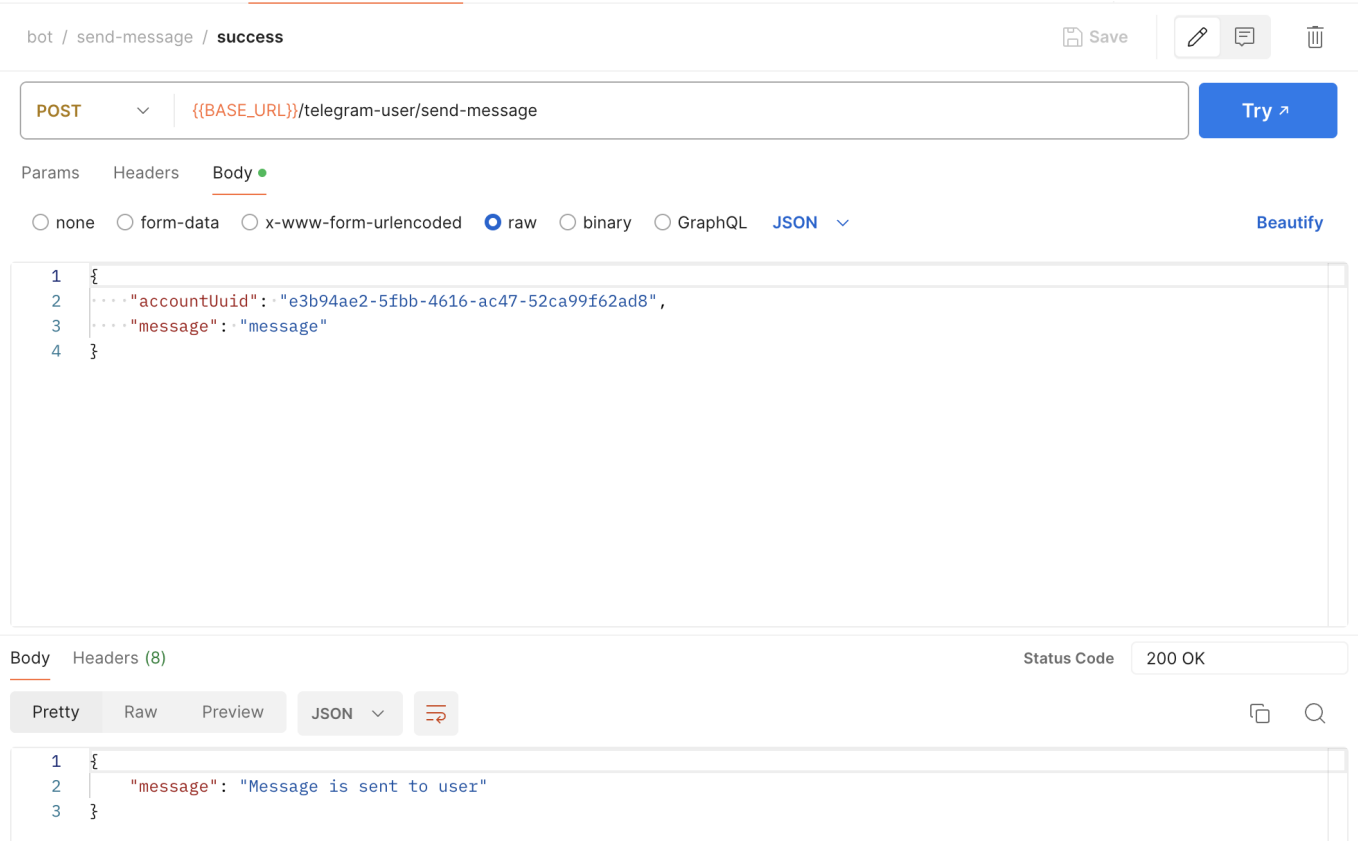 bot / send-message / success
Save
POST
{{BASE_URL}}/telegram-user/send-message
Try ↗
Params Headers Body
none form-data x-www-form-urlencoded raw binary GraphQL JSON Beautify
1 {
2 ····"accountUuid":·"e3b94ae2-5fbb-4616-ac47-52ca99f62ad8",
3 ····"message":·"message"
4 }
Body Headers (8) Status Code 200 OK
Pretty Raw Preview JSON
1 {
2     "message": "Message is sent to user"
3 }